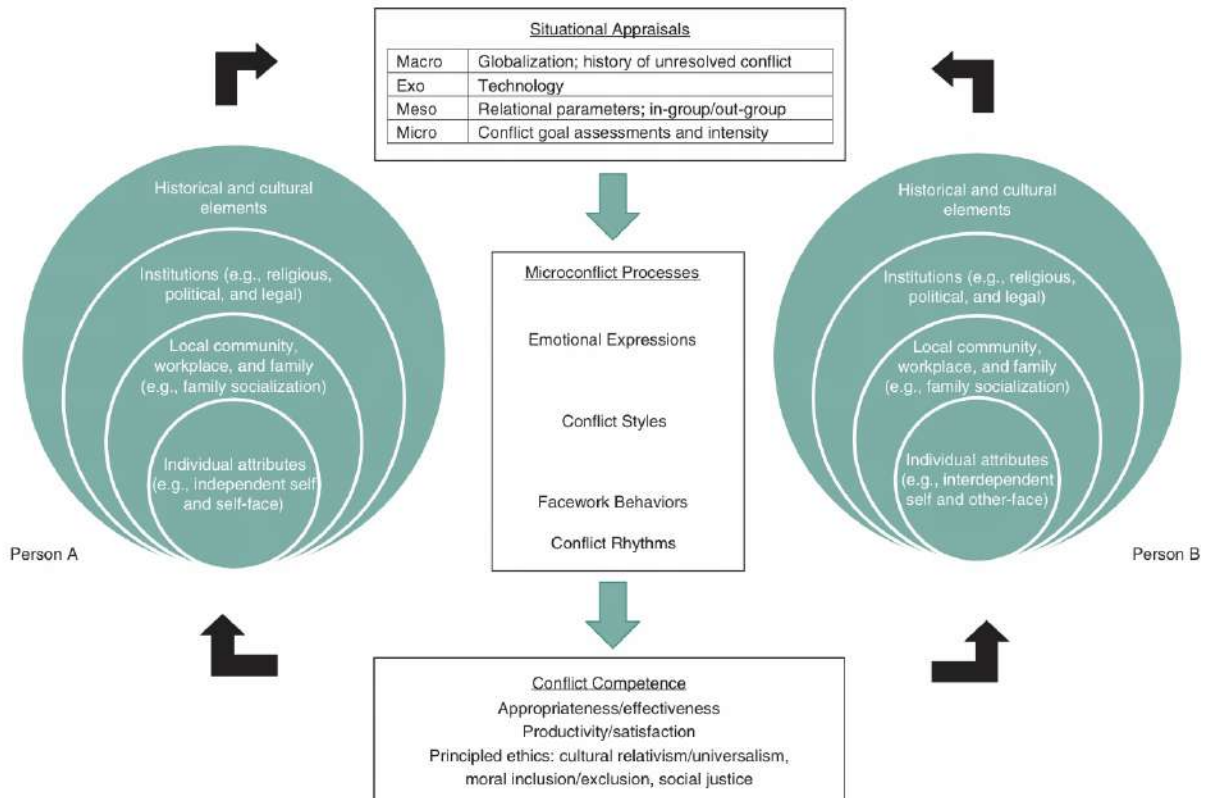 Situational Appraisals
Macro Globalization; history of unresolved conflict
Exo Technology
Meso Relational parameters; in-group/out-group
Micro Conflict goal assessments and intensity
Historical and cultural
elements
Institutions (e.g., religious,
political, and legal)
Local community,
workplace, and family
(e.g., family socialization)
Individual attributes
(e.g., independent self
and self-face)
Person A
Microconflict Processes
Emotional Expressions
Conflict Styles
Facework Behaviors
Conflict Rhythms
Historical and cultural
elements
Institutions (e.g., religious,
political, and legal)
Local community,
workplace, and family
(e.g., family socialization)
Individual attributes
(e.g., interdependent
self and other-face)
Person B
Conflict Competence
Appropriateness/effectiveness
Productivity/satisfaction
Principled ethics: cultural relativism/universalism,
moral inclusion/exclusion, social justice